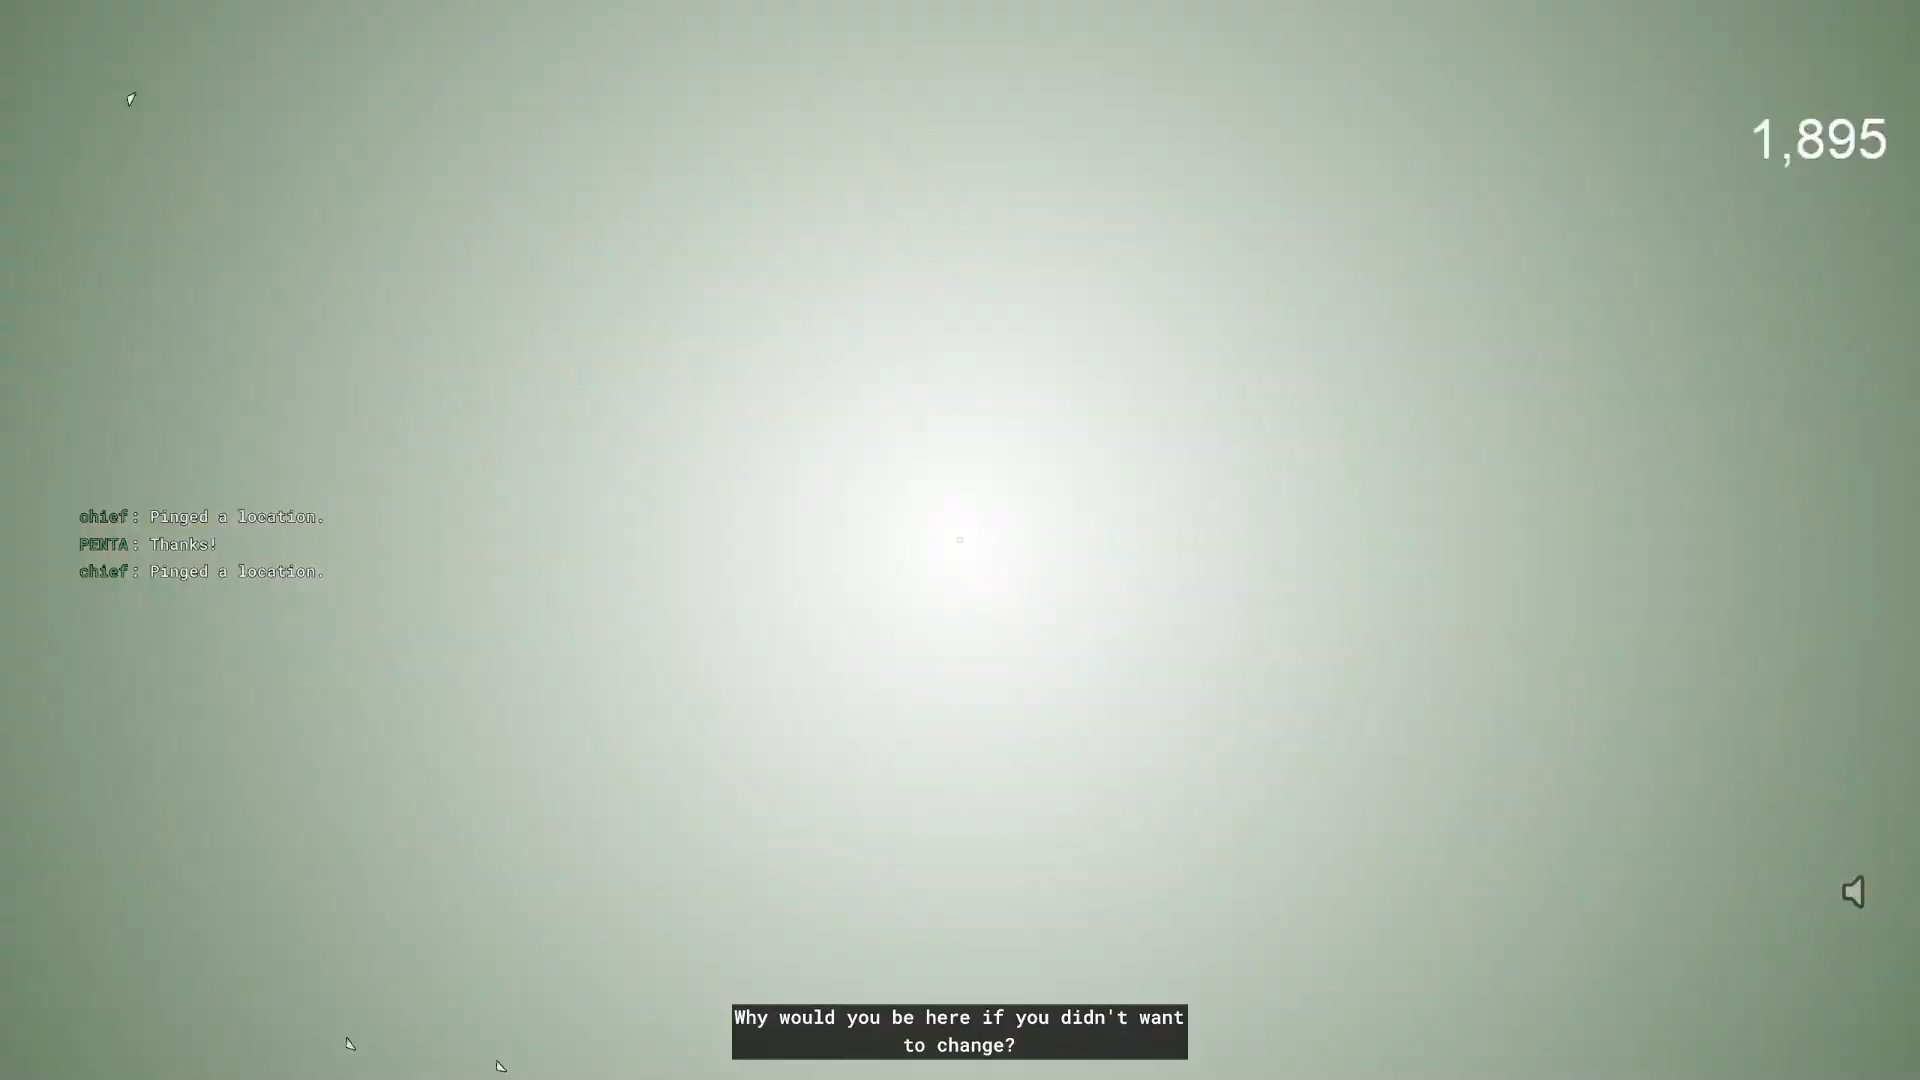 1,895
chief: Pinged a location.
PENTA: Thanks!
chief: Pinged a location.
Why would you be here if you didn't want
to change?